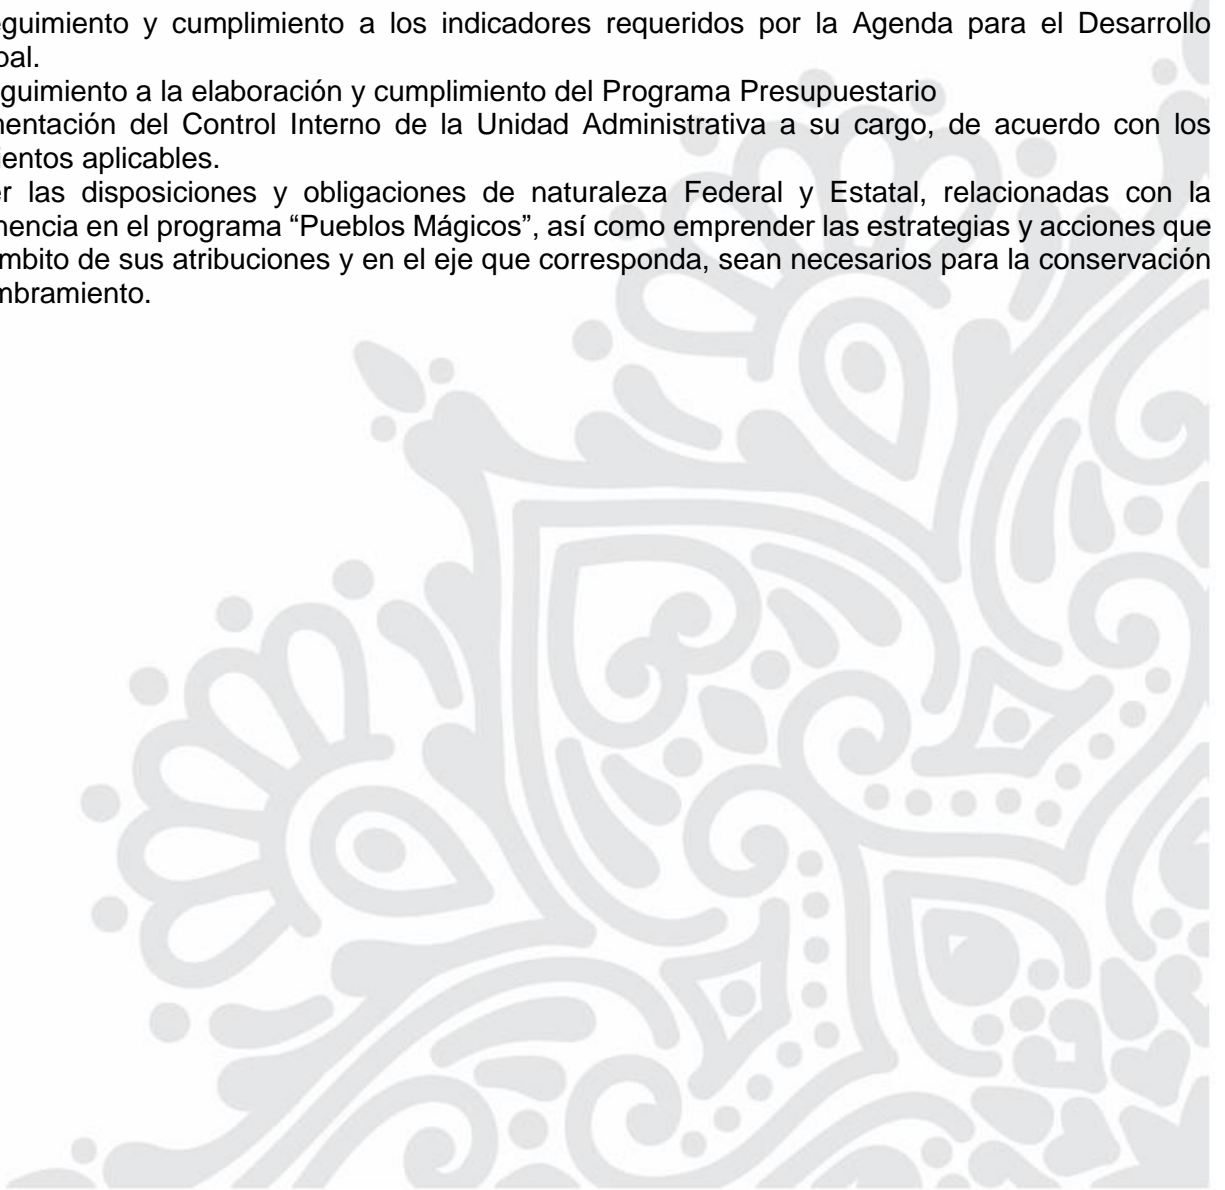 guimiento y cumplimiento a los indicadores requeridos por la Agenda para el Desarrollo
pal.
guimiento a la elaboración y cumplimiento del Programa Presupuestario
mentación del Control Interno de la Unidad Administrativa a su cargo, de acuerdo con los
ientos aplicables.
er las disposiciones y obligaciones de naturaleza Federal y Estatal, relacionadas con la
nencia en el programa “Pueblos Mágicos”, así como emprender las estrategias y acciones que
mbito de sus atribuciones y en el eje que corresponda, sean necesarios para la conservación
mbramiento.